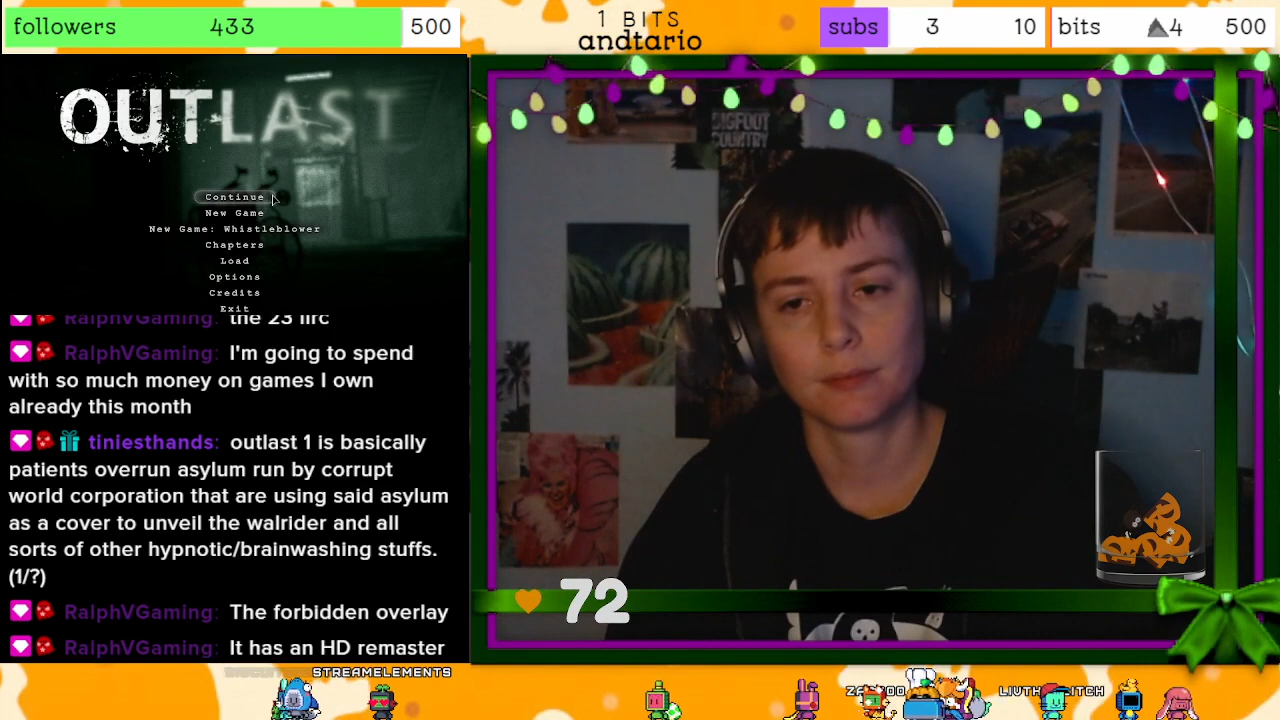 followers 433 500
1 BITS
andtario
subs 3 10
bits 4 500
OUTLAST
Continue
New Game
New Game: Whistleblower
Chapters
Load
Options
Credits
Exit
BIGFOOT
COUNTRY
RalphVGaming: the 23 iirc
RalphVGaming: I'm going to spend
with so much money on games I own
already this month
tiniesthands: outlast 1 is basically
patients overrun asylum run by corrupt
world corporation that are using said asylum
as a cover to unveil the walrider and all
sorts of other hypnotic/brainwashing stuffs.
(1/?)
RalphVGaming: The forbidden overlay
RalphVGaming: It has an HD remaster
72
STREAMELEMENTS